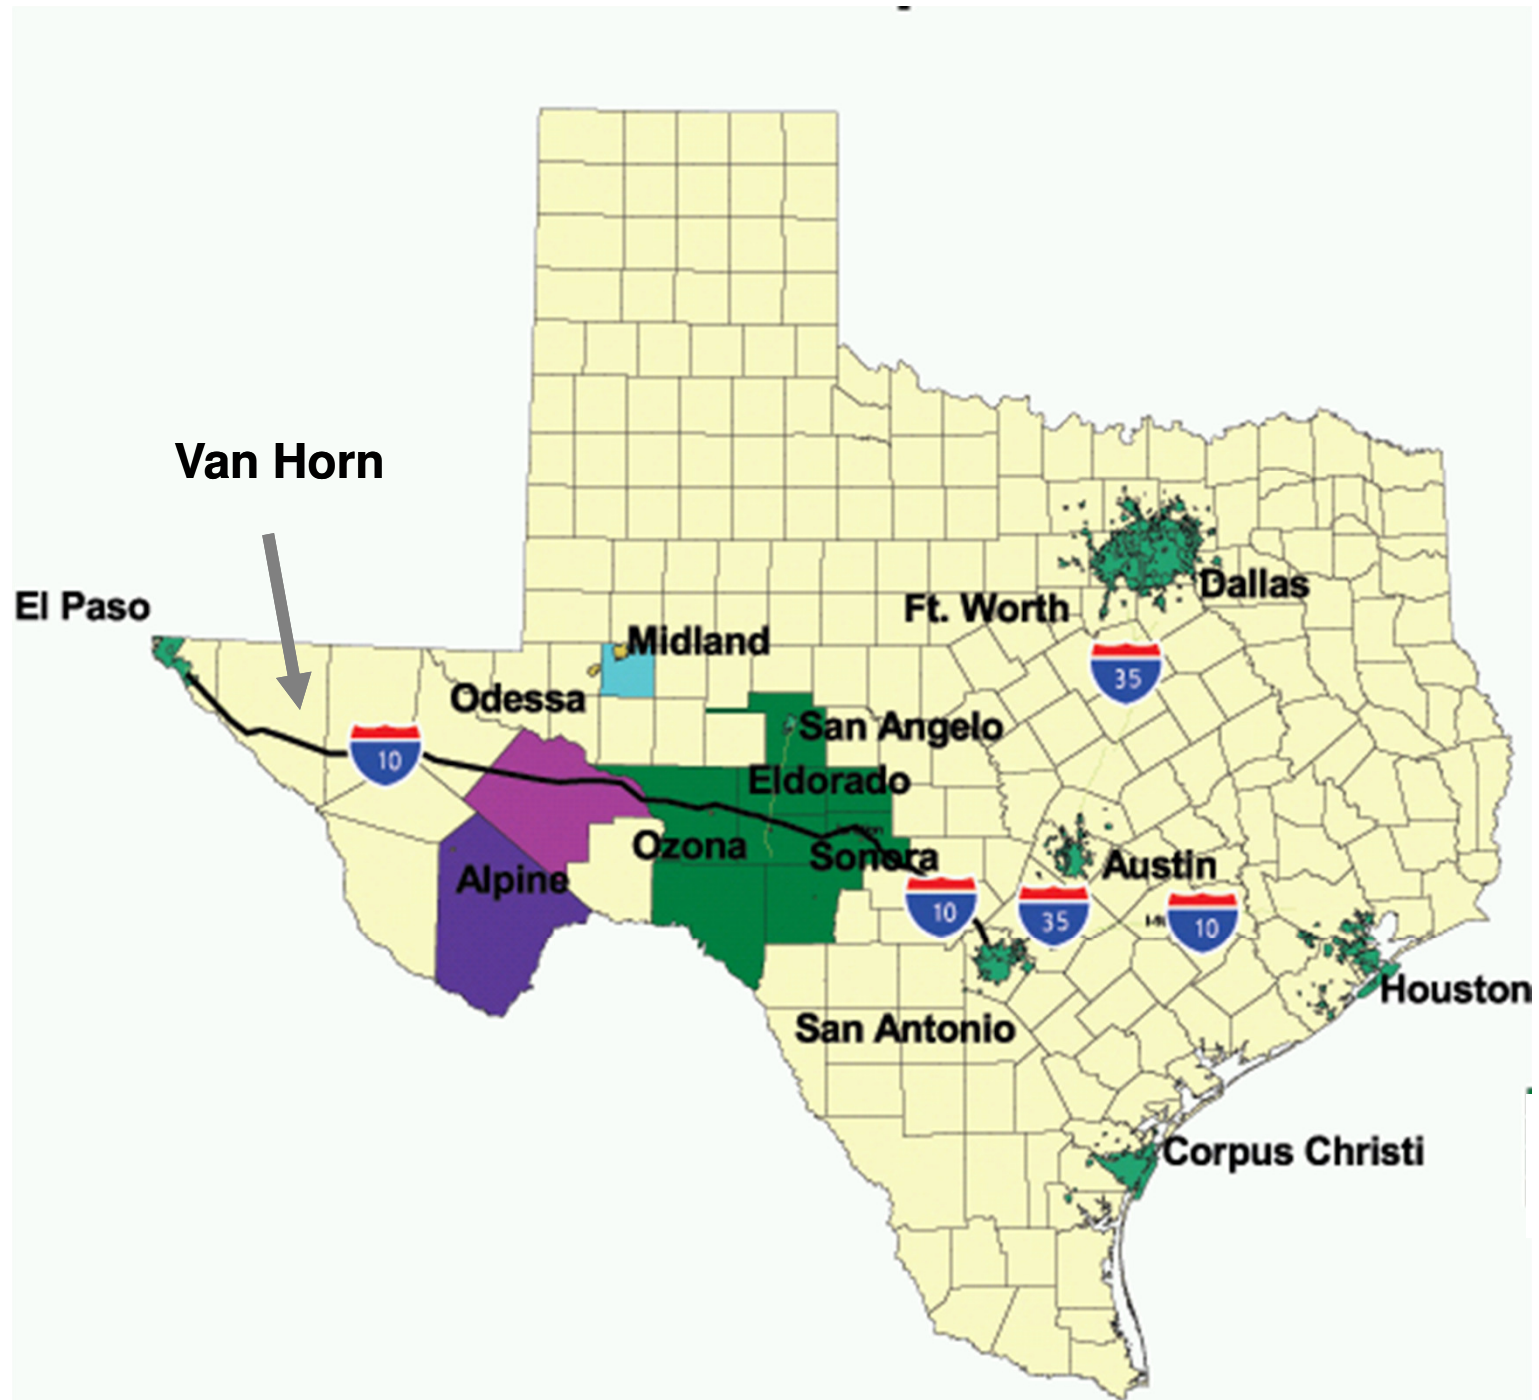 Van Horn
El Paso
Midland
Odessa
Ft. Worth
Dallas
35
San Angelo
10
Eldorado
Ozona
Sonora
Alpine
Austin
10
35
10
San Antonio
Houston
Corpus Christi